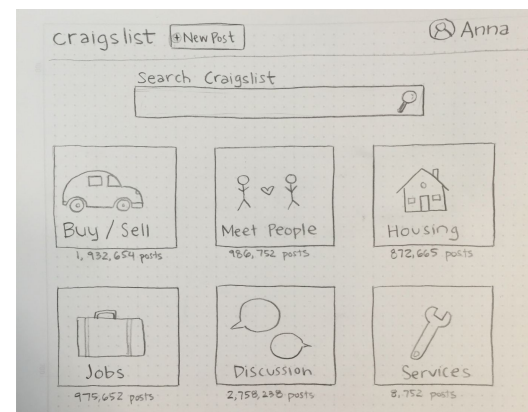 craigslist + New Post Anna
Search Craigslist
Buy / Sell Meet People Housing
1,932,654 posts 986,752 posts 872,665 posts
Jobs Discussion Services
975,652 posts 2,758,238 posts 8,752 posts